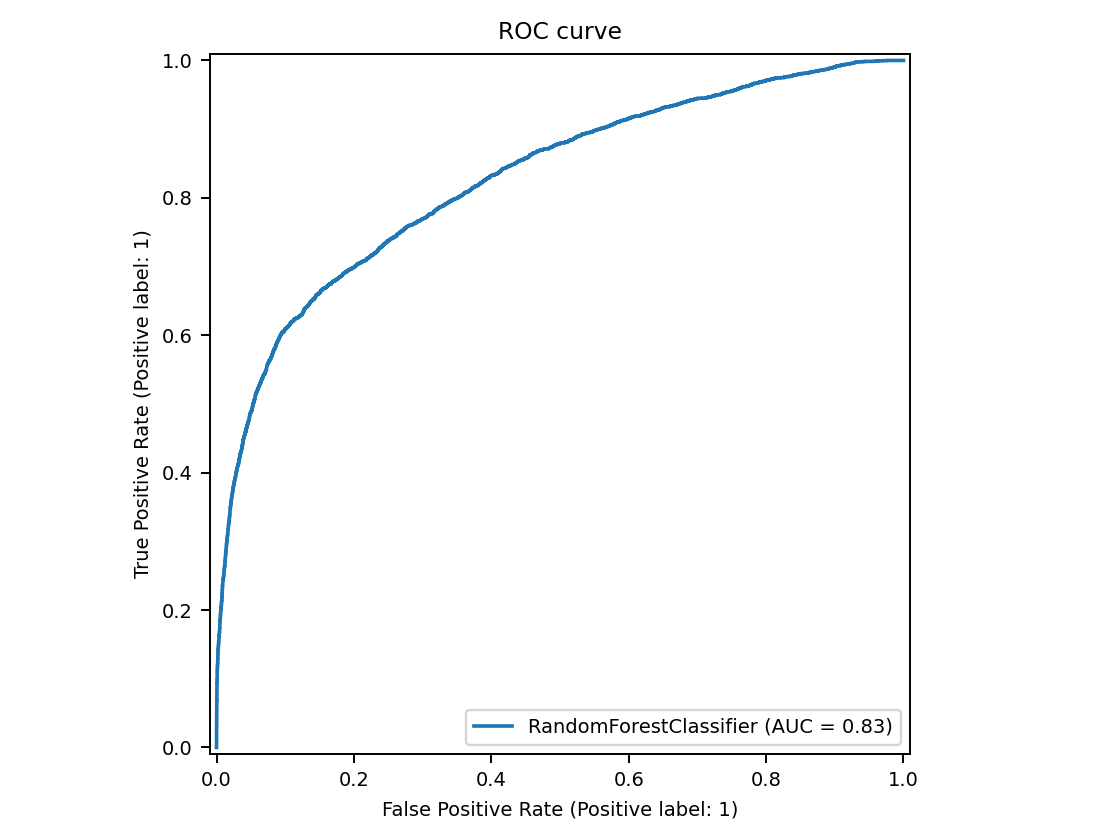 ROC curve
True Positive Rate (Positive label: 1)
1.0
0.8
0.6
0.4
0.2
0.0
RandomForestClassifier (AUC = 0.83)
0.0 0.2 0.4 0.6 0.8 1.0
False Positive Rate (Positive label: 1)